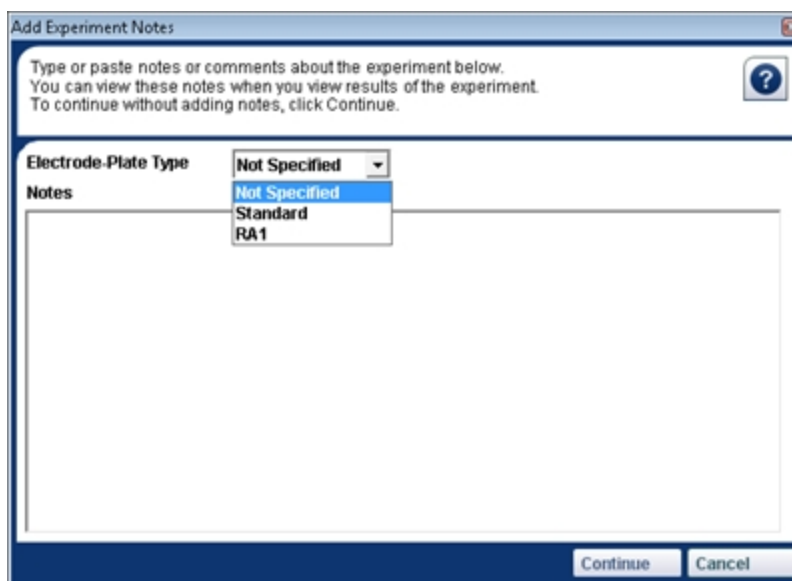 Add Experiment Notes
Type or paste notes or comments about the experiment below.
You can view these notes when you view results of the experiment.
To continue without adding notes, click Continue.
?
Electrode-Plate Type
Not Specified
Notes
Not Specified
Standard
RA1
Continue
Cancel